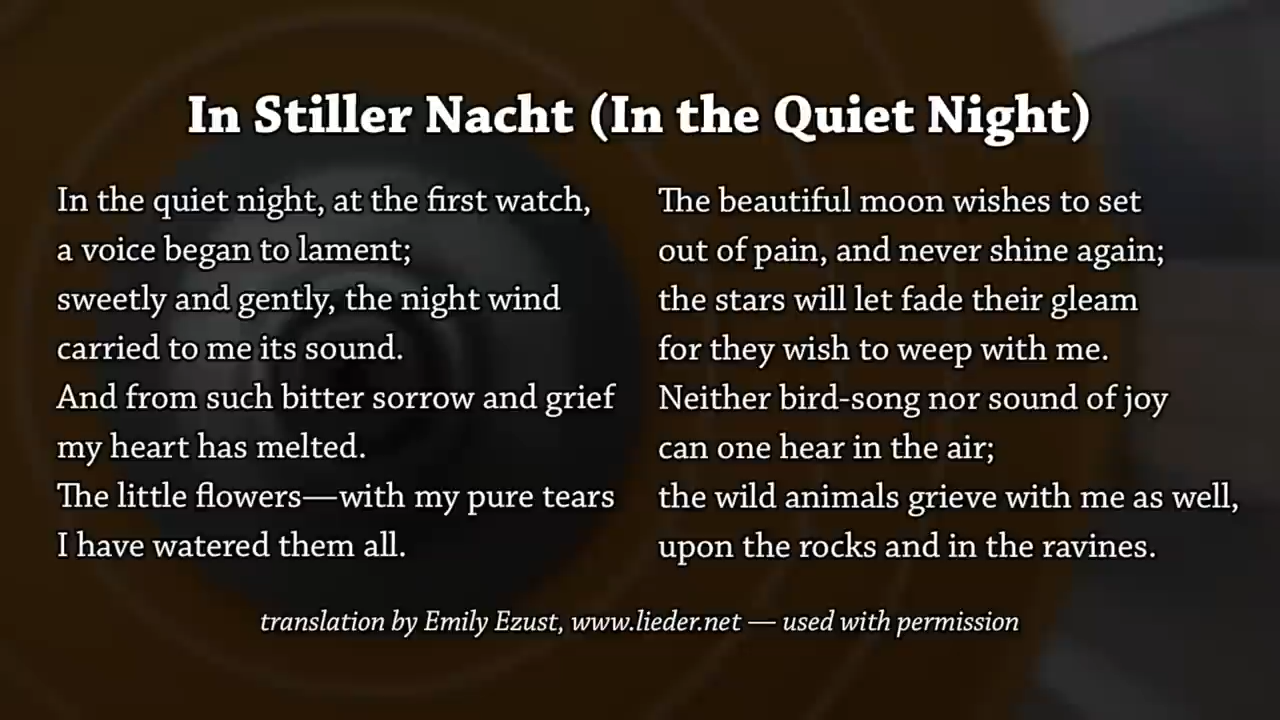 In Stiller Nacht (In the Quiet Night)
In the quiet night, at the first watch,
a voice began to lament;
sweetly and gently, the night wind
carried to me its sound.
And from such bitter sorrow and grief
my heart has melted.
The little flowers—with my pure tears
I have watered them all.
The beautiful moon wishes to set
out of pain, and never shine again;
the stars will let fade their gleam
for they wish to weep with me.
Neither bird-song nor sound of joy
can one hear in the air;
the wild animals grieve with me as well,
upon the rocks and in the ravines.
translation by Emily Ezust, www.lieder.net — used with permission